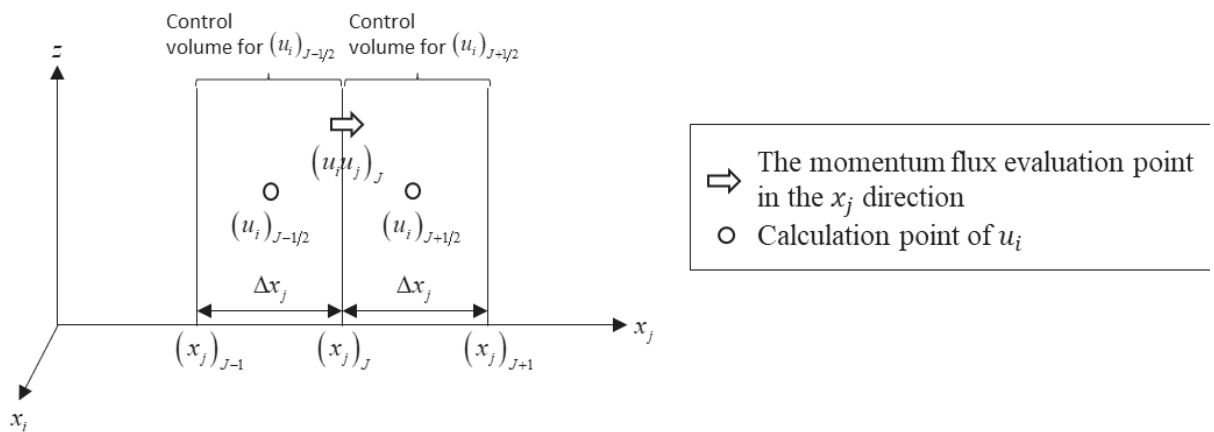 Control
volume for (u_i)_{J-1/2}
Control
volume for (u_i)_{J+1/2}
z
(u_i u_j)_J
(u_i)_{J-1/2}
(u_i)_{J+1/2}
Δx_j
Δx_j
x_j
(x_j)_{J-1}
(x_j)_J
(x_j)_{J+1}
x_i
The momentum flux evaluation point
in the x_j direction
Calculation point of u_i